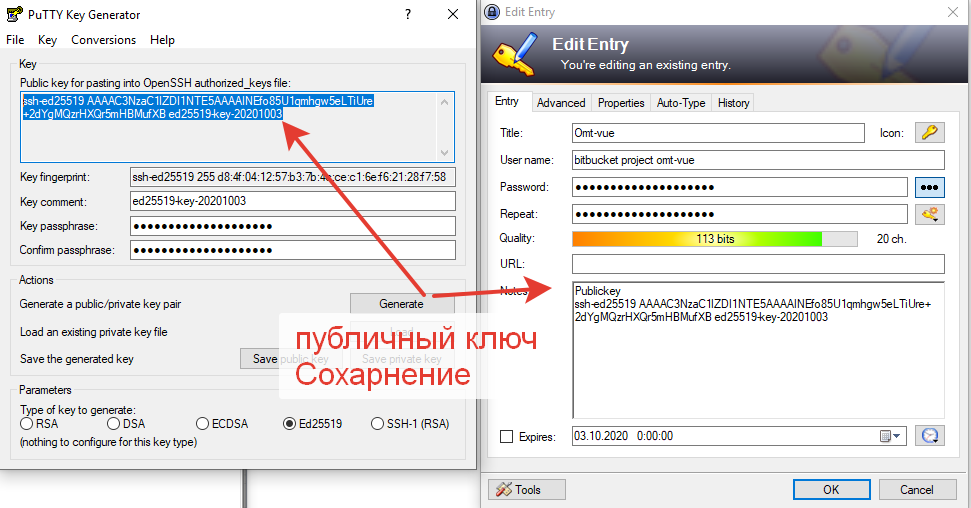 PuTTY Key Generator
File Key Conversions Help
Key
Public key for pasting into OpenSSH authorized_keys file:
ssh-ed25519 AAAAC3NzaC1lZDI1NTE5AAAAINEfo85U1qmhgw5eLTiUre
+2dYgMQzrHXQr5mHBMufXB ed25519-key-20201003
Key fingerprint: ssh-ed25519 255 d8:4f:04:12:57:b3:7b:4c:ce:c1:6e:f6:21:28:f7:58
Key comment: ed25519-key-20201003
Key passphrase:
Confirm passphrase:
Actions
Generate a public/private key pair Generate
Load an existing private key file
Save the generated key Save public key Save private key
Parameters
Type of key to generate:
RSA DSA ECDSA Ed25519 SSH-1 (RSA)
(nothing to configure for this key type)
публичный ключ
Сохарнение
Edit Entry
Edit Entry
You're editing an existing entry.
Entry Advanced Properties Auto-Type History
Title: Omt-vue Icon:
User name: bitbucket project omt-vue
Password:
Repeat:
Quality: 113 bits 20 ch.
URL:
Notes
Publickey
ssh-ed25519 AAAAC3NzaC1lZDI1NTE5AAAAINEfo85U1qmhgw5eLTiUre+
2dYgMQzrHXQr5mHBMufXB ed25519-key-20201003
Expires: 03.10.2020 0:00:00
Tools OK Cancel